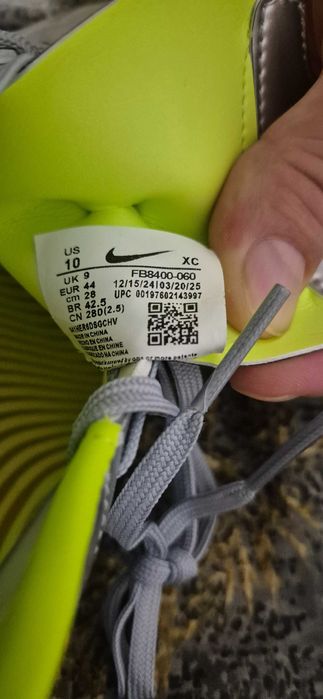 US
10
XC
UK 9
FB8400-060
EUR 44
12/15/24|03/20/25
cm 28
UPC 00197602143997
BR 42.5
CN 280(2.5)
MADE IN CHINA